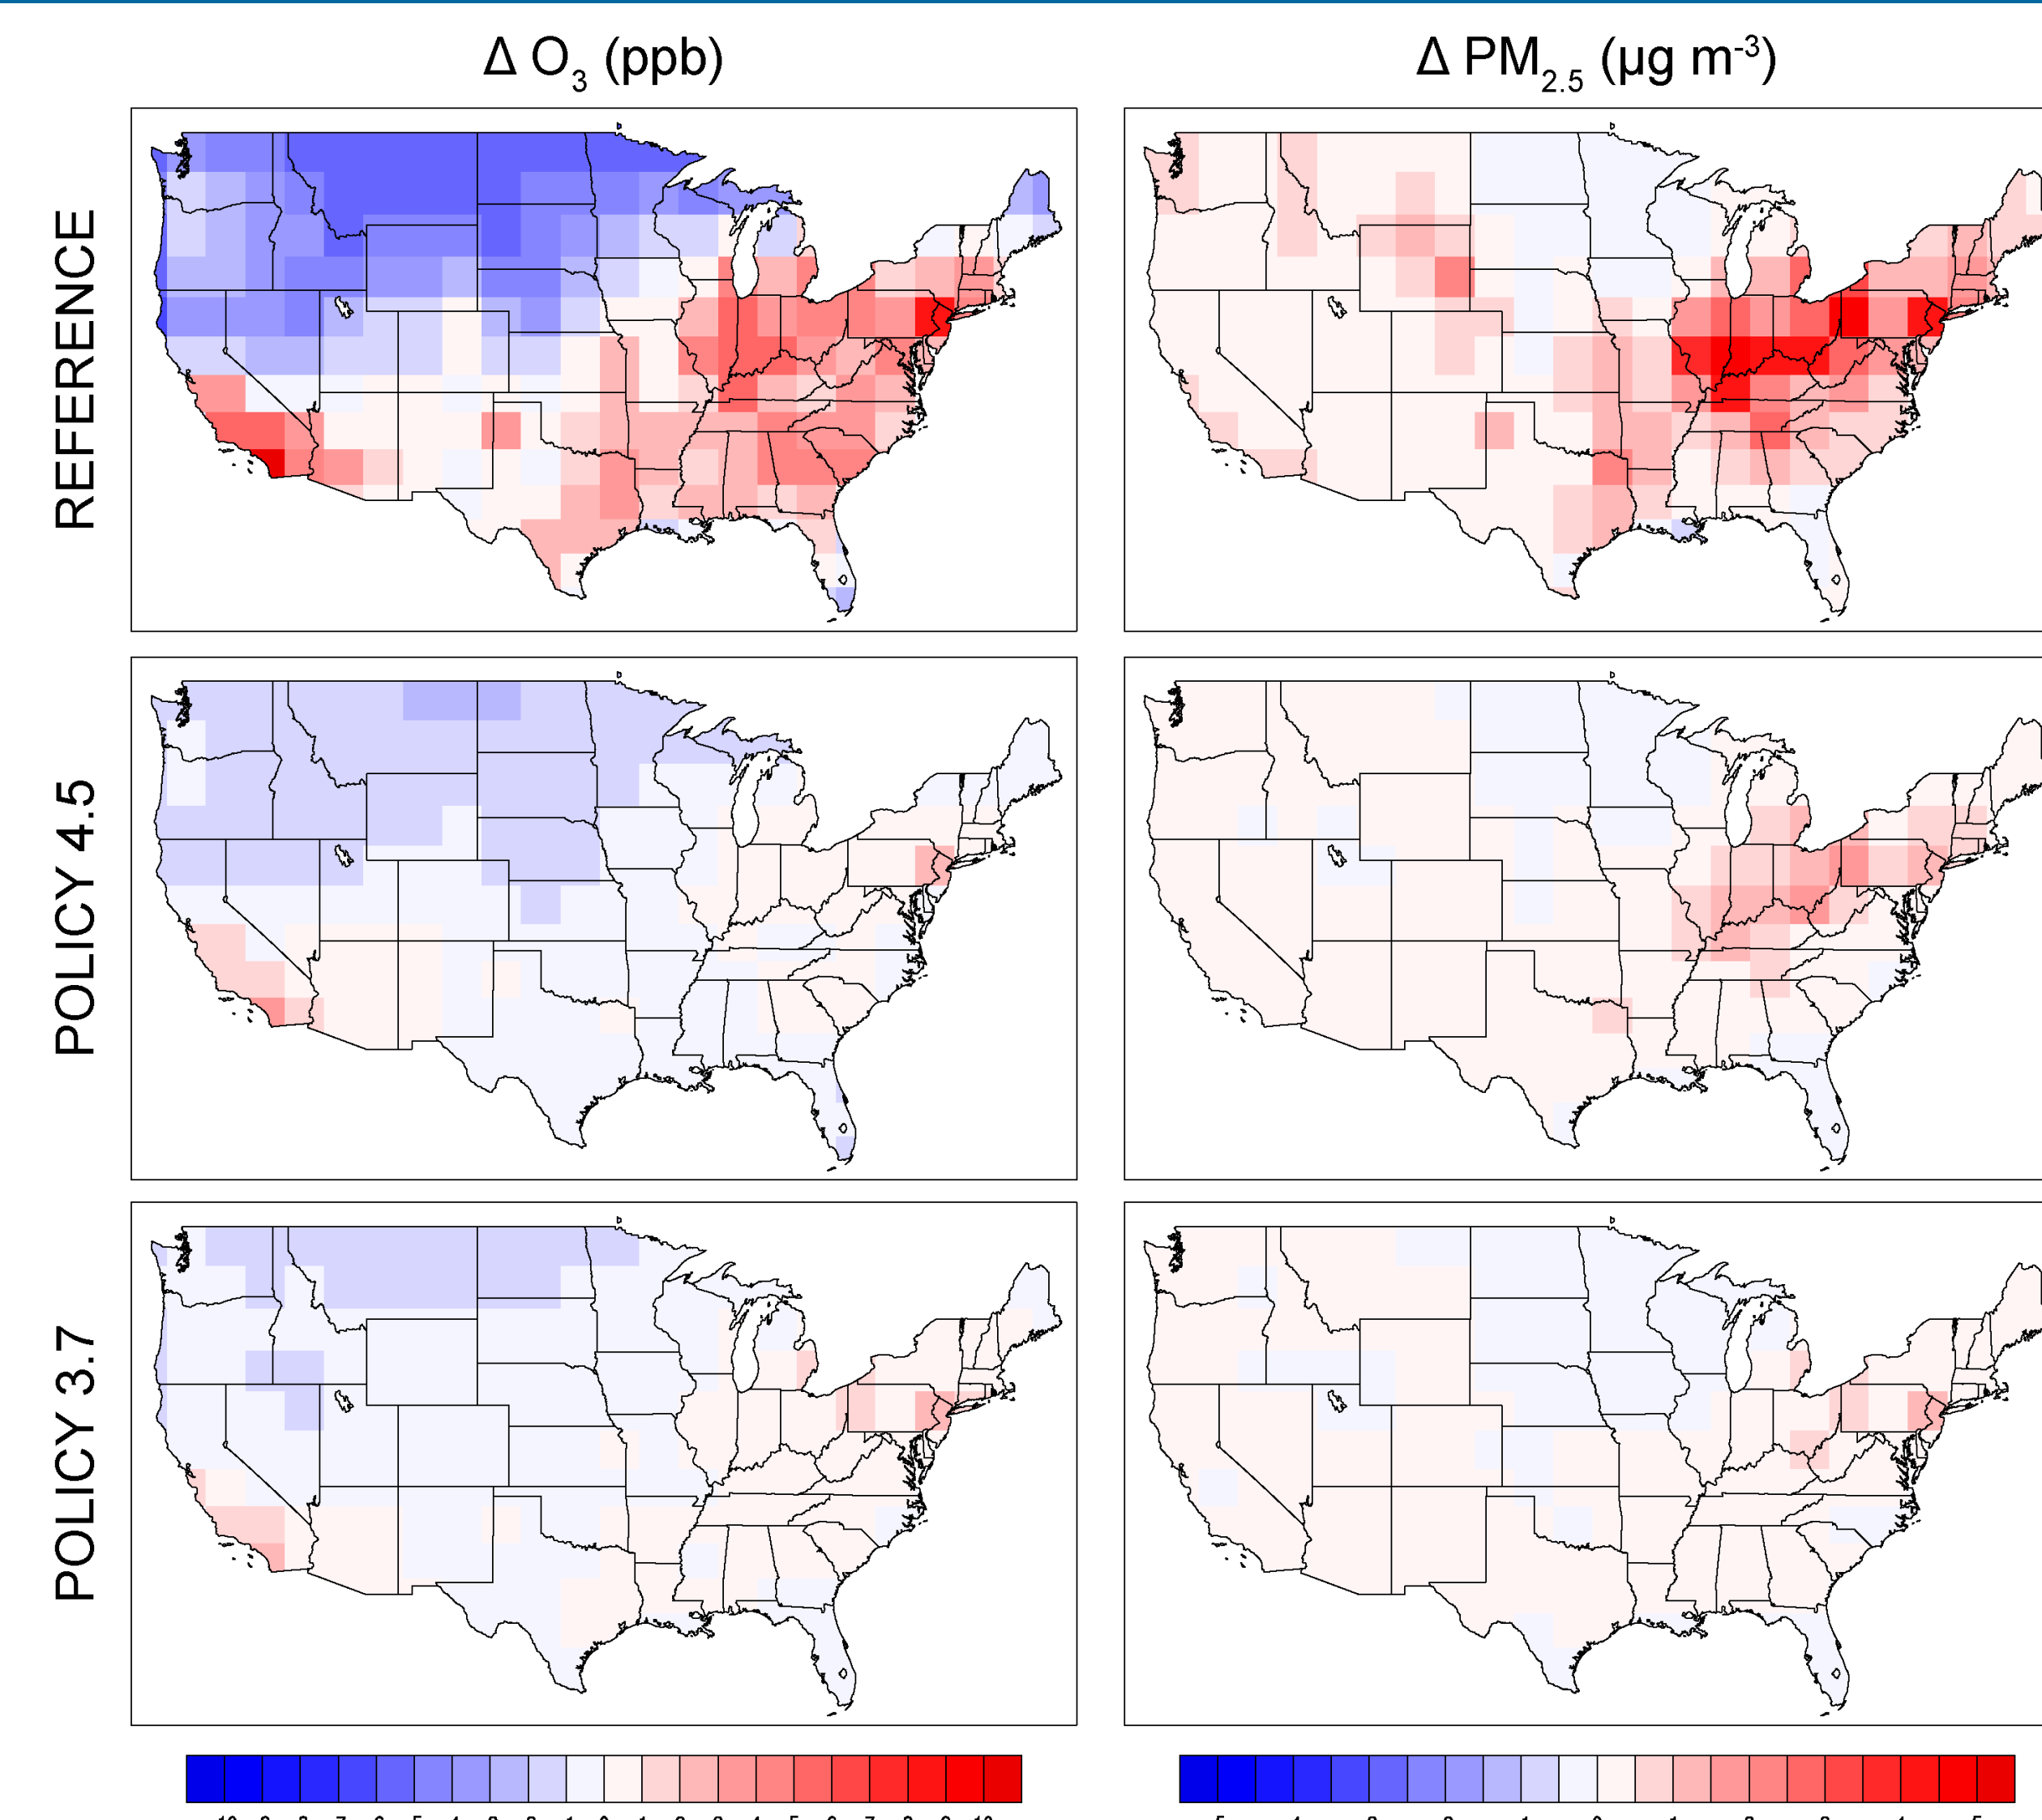 Δ O₃ (ppb) Δ PM₂.₅ (µg m⁻³)
REFERENCE
POLICY 4.5
POLICY 3.7